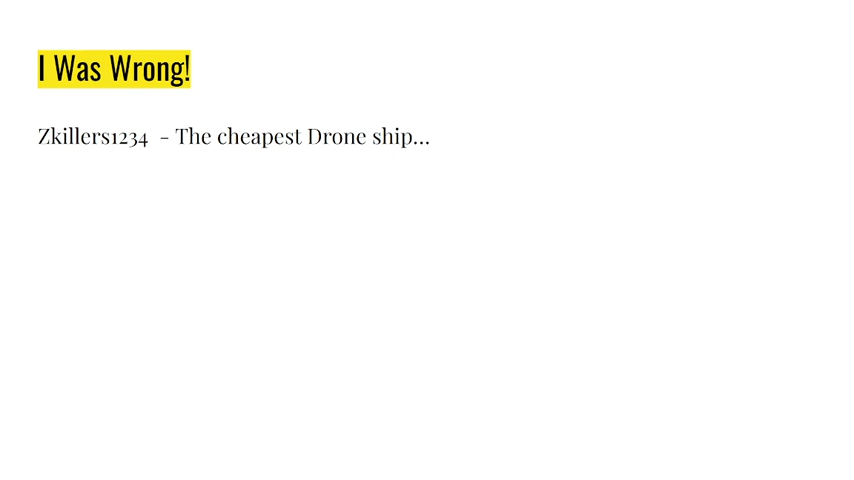 I Was Wrong!
Zkillers1234 - The cheapest Drone ship...